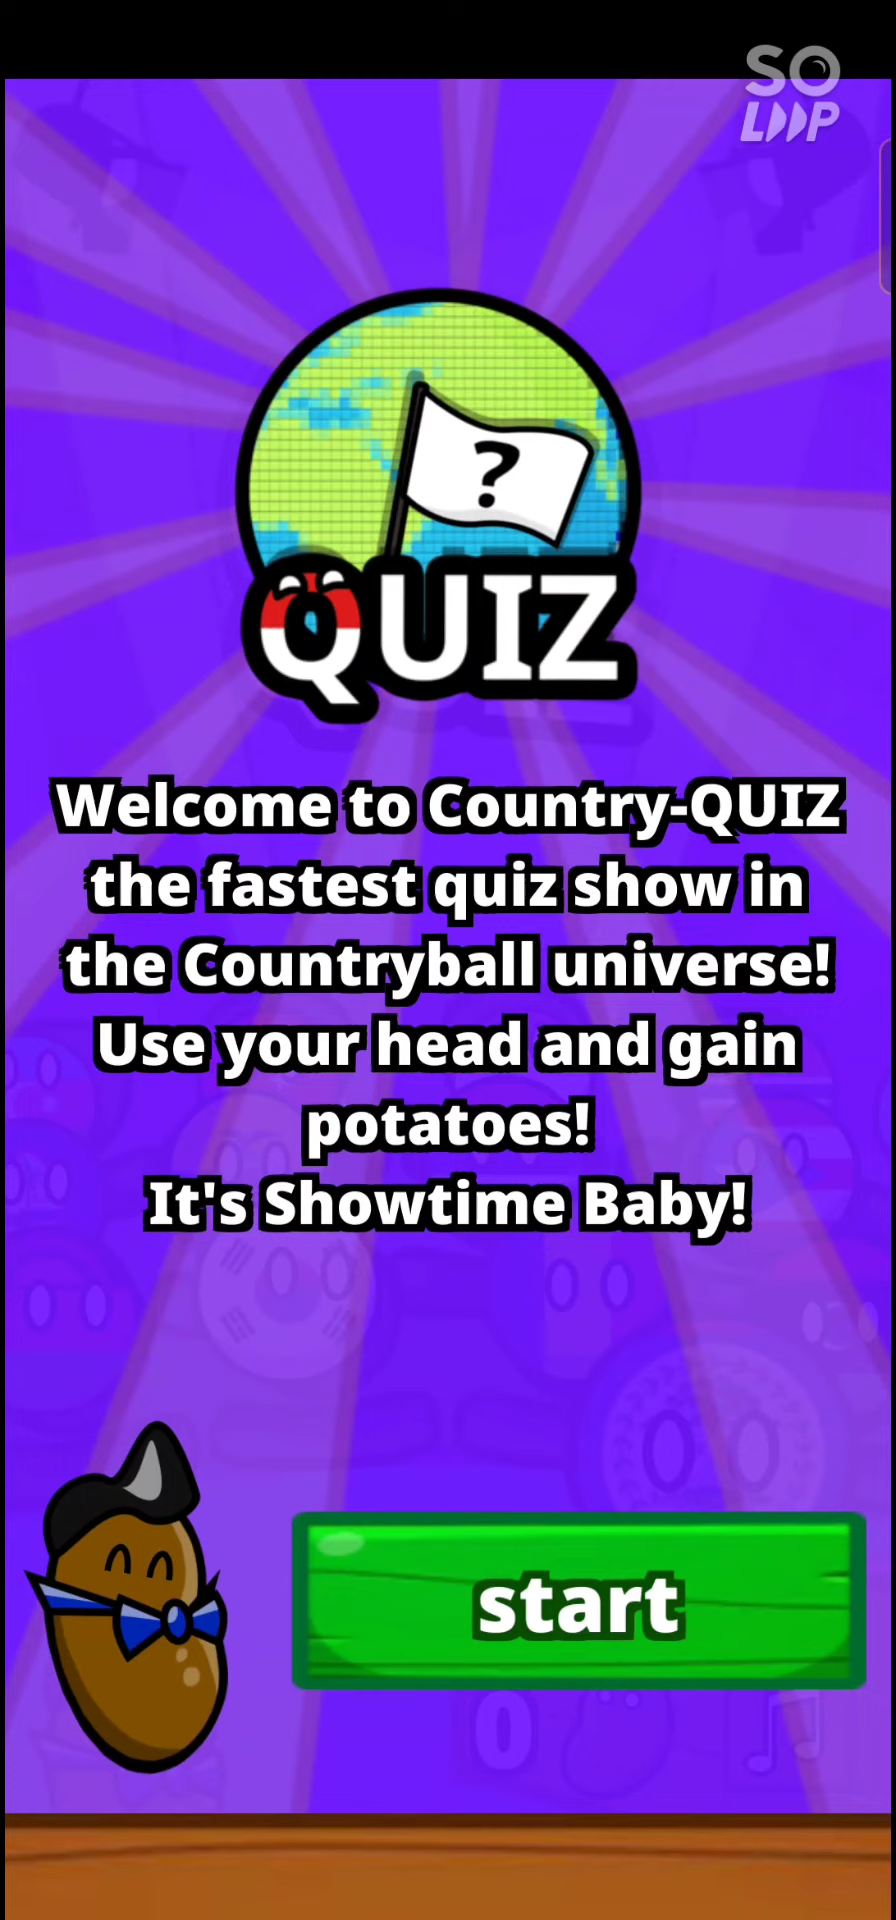 SO
LOOP
?
QUIZ
Welcome to Country-QUIZ
the fastest quiz show in
the Countryball universe!
Use your head and gain
potatoes!
It's Showtime Baby!
start
0